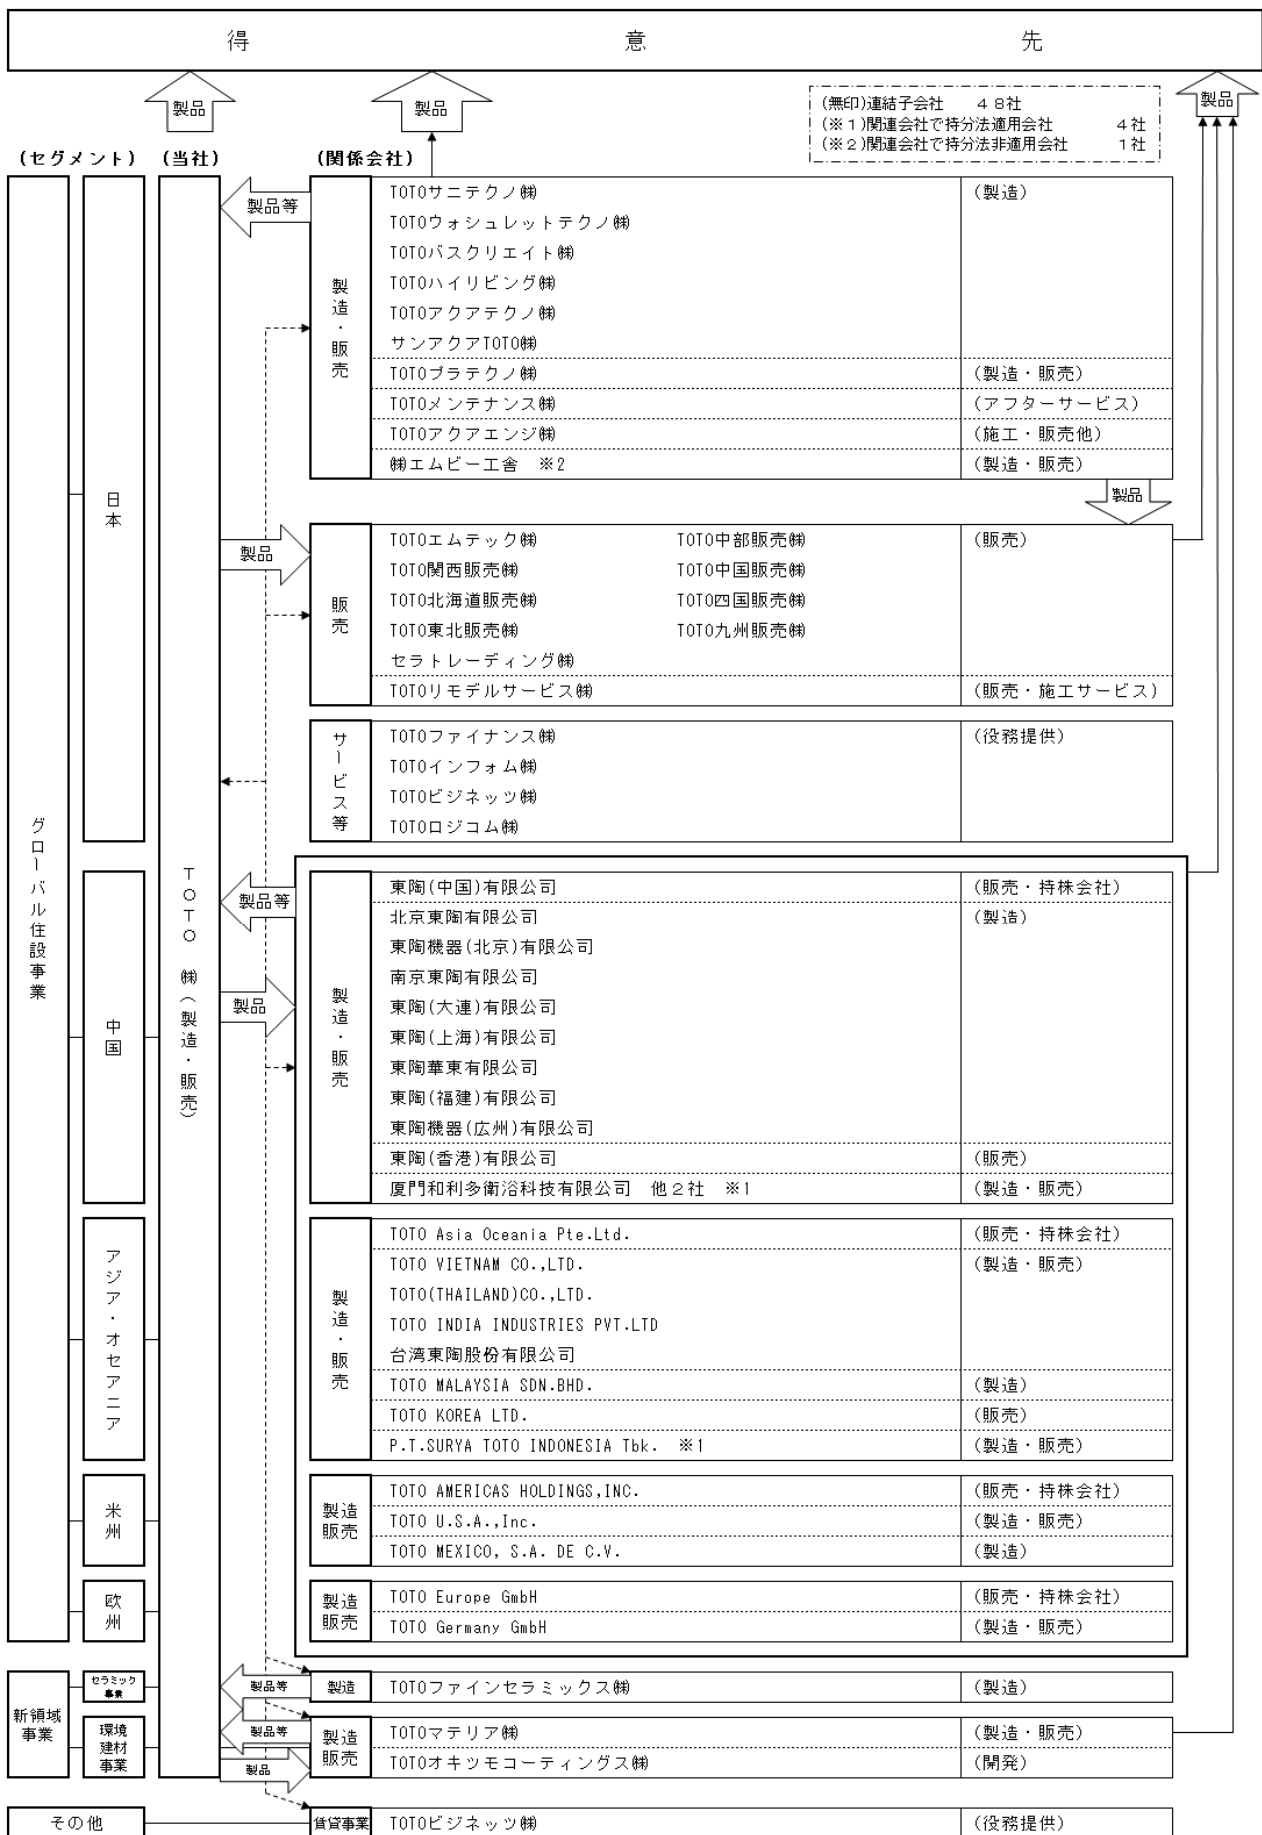 得意先
製品
製品
製品
(無印)連結子会社 48社
(※1)関連会社で持分法適用会社 4社
(※2)関連会社で持分法非適用会社 1社
(セグメント) (当社) (関係会社)
グローバル住設事業
日本
TOTO㈱(製造・販売)
製品等
製造・販売
TOTOサニテクノ㈱ (製造)
TOTOウォシュレットテクノ㈱
TOTOバスクリエイト㈱
TOTOハイリビング㈱
TOTOアクアテクノ㈱
サンアクアTOTO㈱
TOTOプラテクノ㈱ (製造・販売)
TOTOメンテナンス㈱ (アフターサービス)
TOTOアクアエンジ㈱ (施工・販売他)
㈱エムビー工舎 ※2 (製造・販売)
製品
製品
販売
TOTOエムテック㈱ TOTO中部販売㈱ (販売)
TOTO関西販売㈱ TOTO中国販売㈱
TOTO北海道販売㈱ TOTO四国販売㈱
TOTO東北販売㈱ TOTO九州販売㈱
セラトレーディング㈱
TOTOリモデルサービス㈱ (販売・施工サービス)
サービス等
TOTOファイナンス㈱ (役務提供)
TOTOインフォム㈱
TOTOビジネッツ㈱
TOTOロジコム㈱
中国
製品等
製品
製造・販売
東陶(中国)有限公司 (販売・持株会社)
北京東陶有限公司 (製造)
東陶機器(北京)有限公司
南京東陶有限公司
東陶(大連)有限公司
東陶(上海)有限公司
東陶華東有限公司
東陶(福建)有限公司
東陶機器(広州)有限公司
東陶(香港)有限公司 (販売)
厦門和利多衛浴科技有限公司 他2社 ※1 (製造・販売)
アジア・オセアニア
製造・販売
TOTO Asia Oceania Pte.Ltd. (販売・持株会社)
TOTO VIETNAM CO.,LTD. (製造・販売)
TOTO(THAILAND)CO.,LTD.
TOTO INDIA INDUSTRIES PVT.LTD
台湾東陶股份有限公司
TOTO MALAYSIA SDN.BHD. (製造)
TOTO KOREA LTD. (販売)
P.T.SURYA TOTO INDONESIA Tbk. ※1 (製造・販売)
米州
製造販売
TOTO AMERICAS HOLDINGS,INC. (販売・持株会社)
TOTO U.S.A.,Inc. (製造・販売)
TOTO MEXICO, S.A. DE C.V. (製造)
欧州
製造販売
TOTO Europe GmbH (販売・持株会社)
TOTO Germany GmbH (製造・販売)
新領域事業
セラミック事業
製品等
製造
TOTOファインセラミックス㈱ (製造)
環境建材事業
製品等
製品
製造販売
TOTOマテリア㈱ (製造・販売)
TOTOオキツモコーティングス㈱ (開発)
その他
賃貸事業
TOTOビジネッツ㈱ (役務提供)